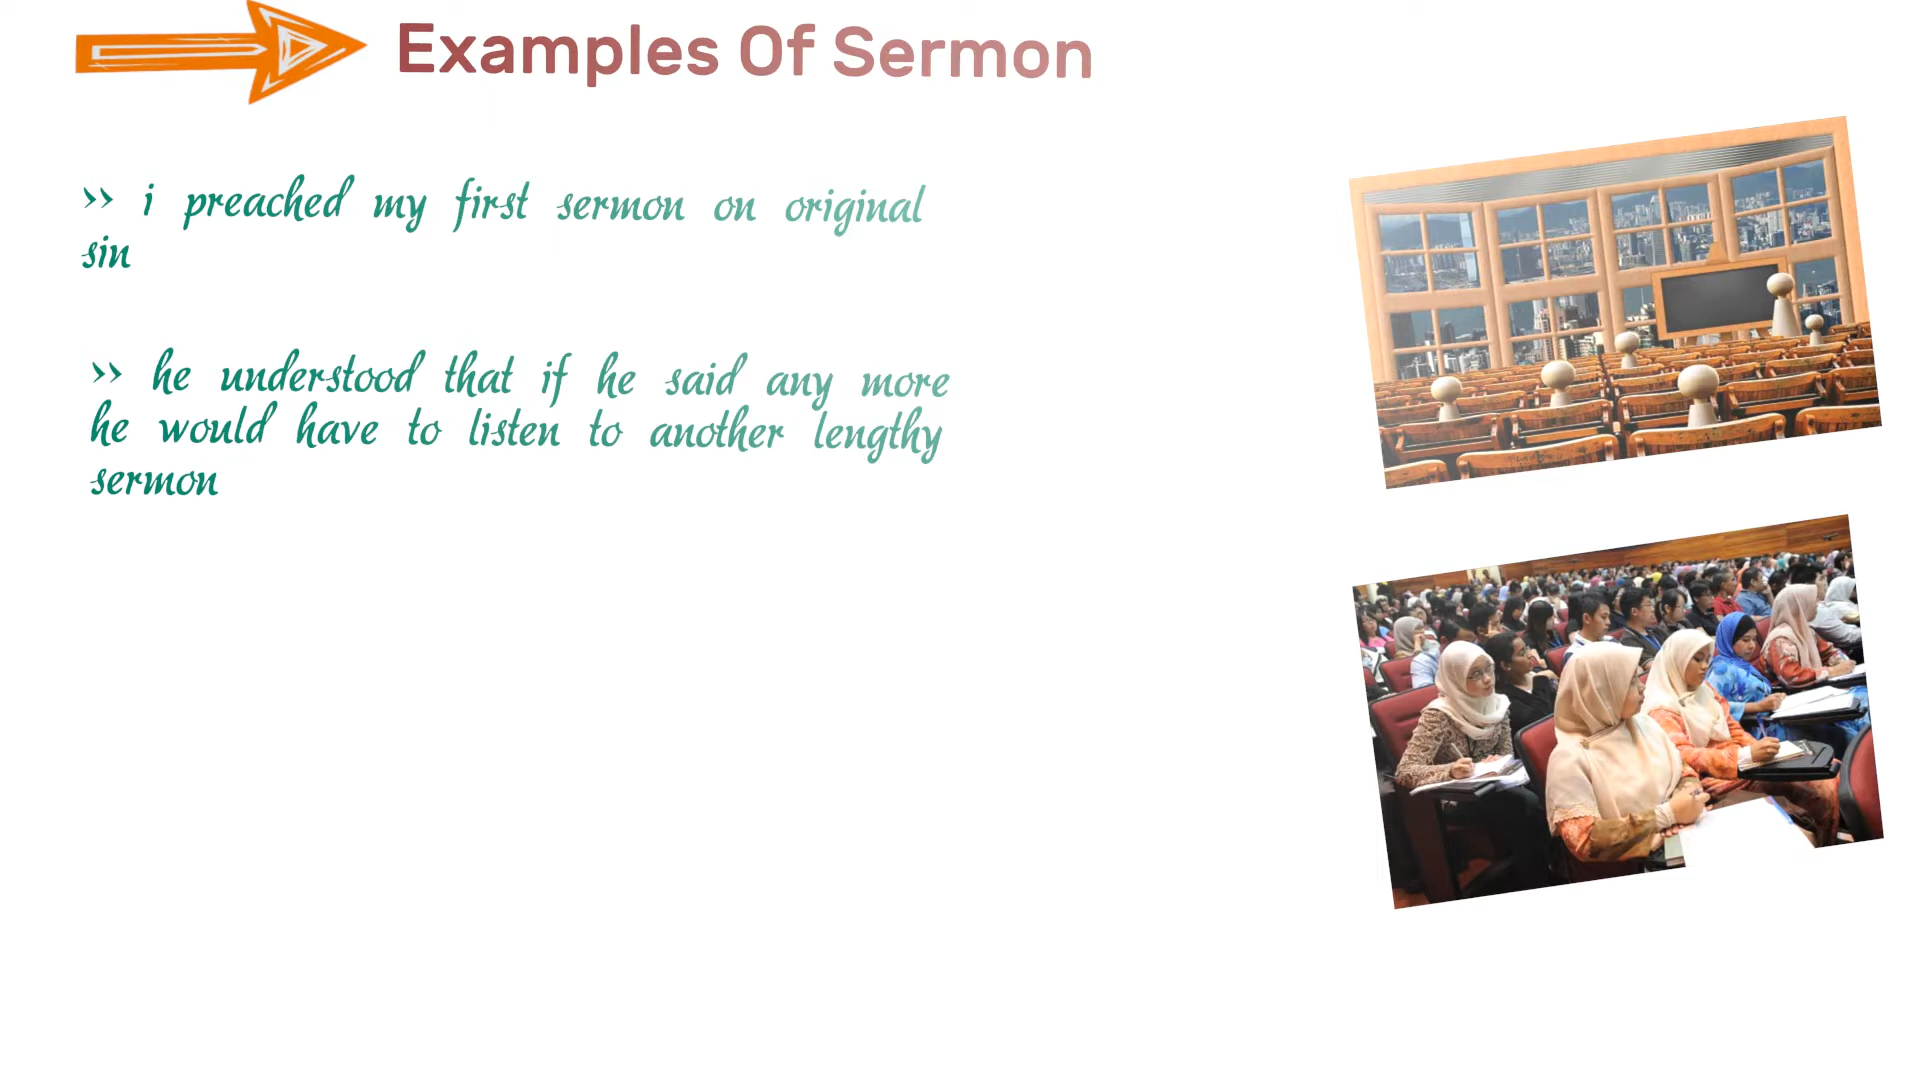 Examples Of Sermon
>> i preached my first sermon on original
sin
>> he understood that if he said any more
he would have to listen to another lengthy
sermon